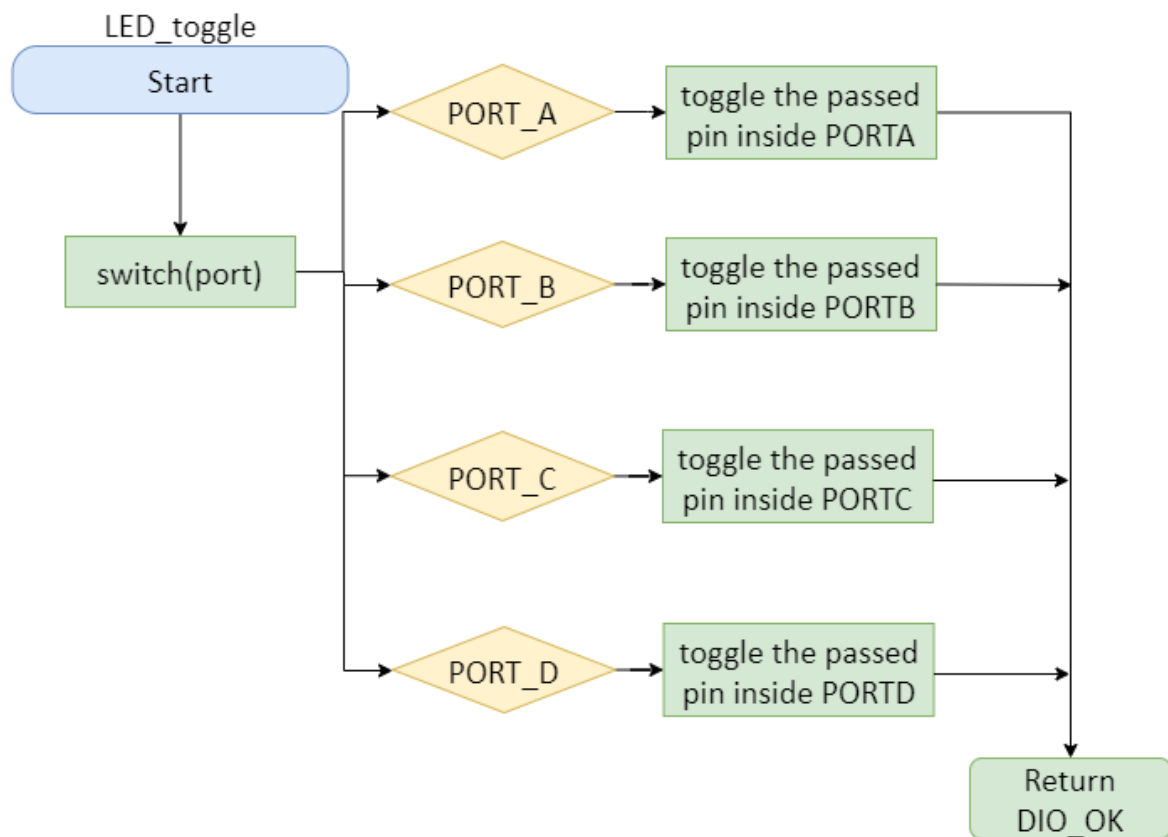 LED_toggle
Start
switch(port)
PORT_A
toggle the passed
pin inside PORTA
PORT_B
toggle the passed
pin inside PORTB
PORT_C
toggle the passed
pin inside PORTC
PORT_D
toggle the passed
pin inside PORTD
Return
DIO_OK